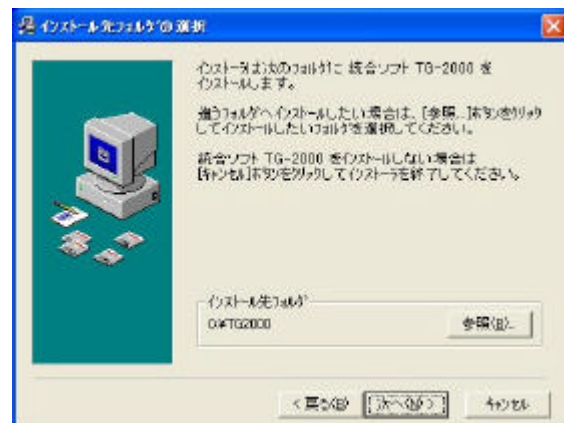 インストール先フォルダの選択
インストーラは次のフォルダに 統合ソフト TG-2000 を
インストールします。
違うフォルダへインストールしたい場合は、[参照...]ボタンをクリック
してインストールしたいフォルダを選択してください。
統合ソフト TG-2000 をインストールしない場合は
[キャンセル]ボタンをクリックしてインストーラを終了してください。
インストール先フォルダ
¥TG2000
参照(R)...
< 戻る(B)
次へ(N) >
キャンセル